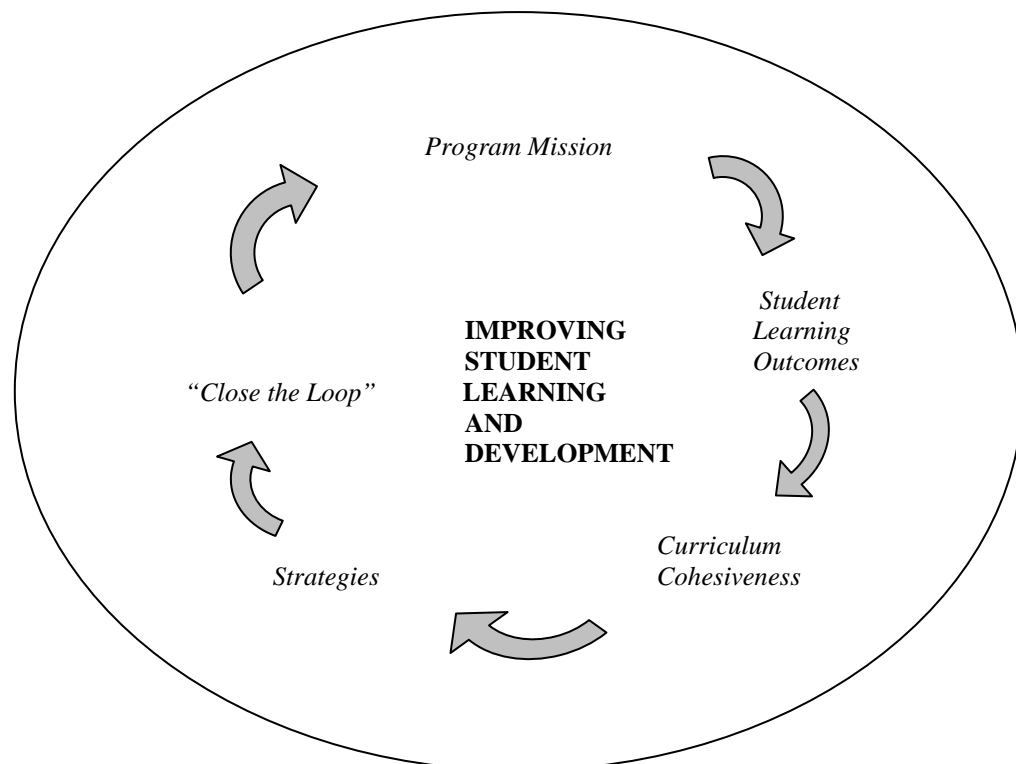 Program Mission
Student
Learning
Outcomes
IMPROVING
STUDENT
LEARNING
AND
DEVELOPMENT
“Close the Loop”
Curriculum
Cohesiveness
Strategies